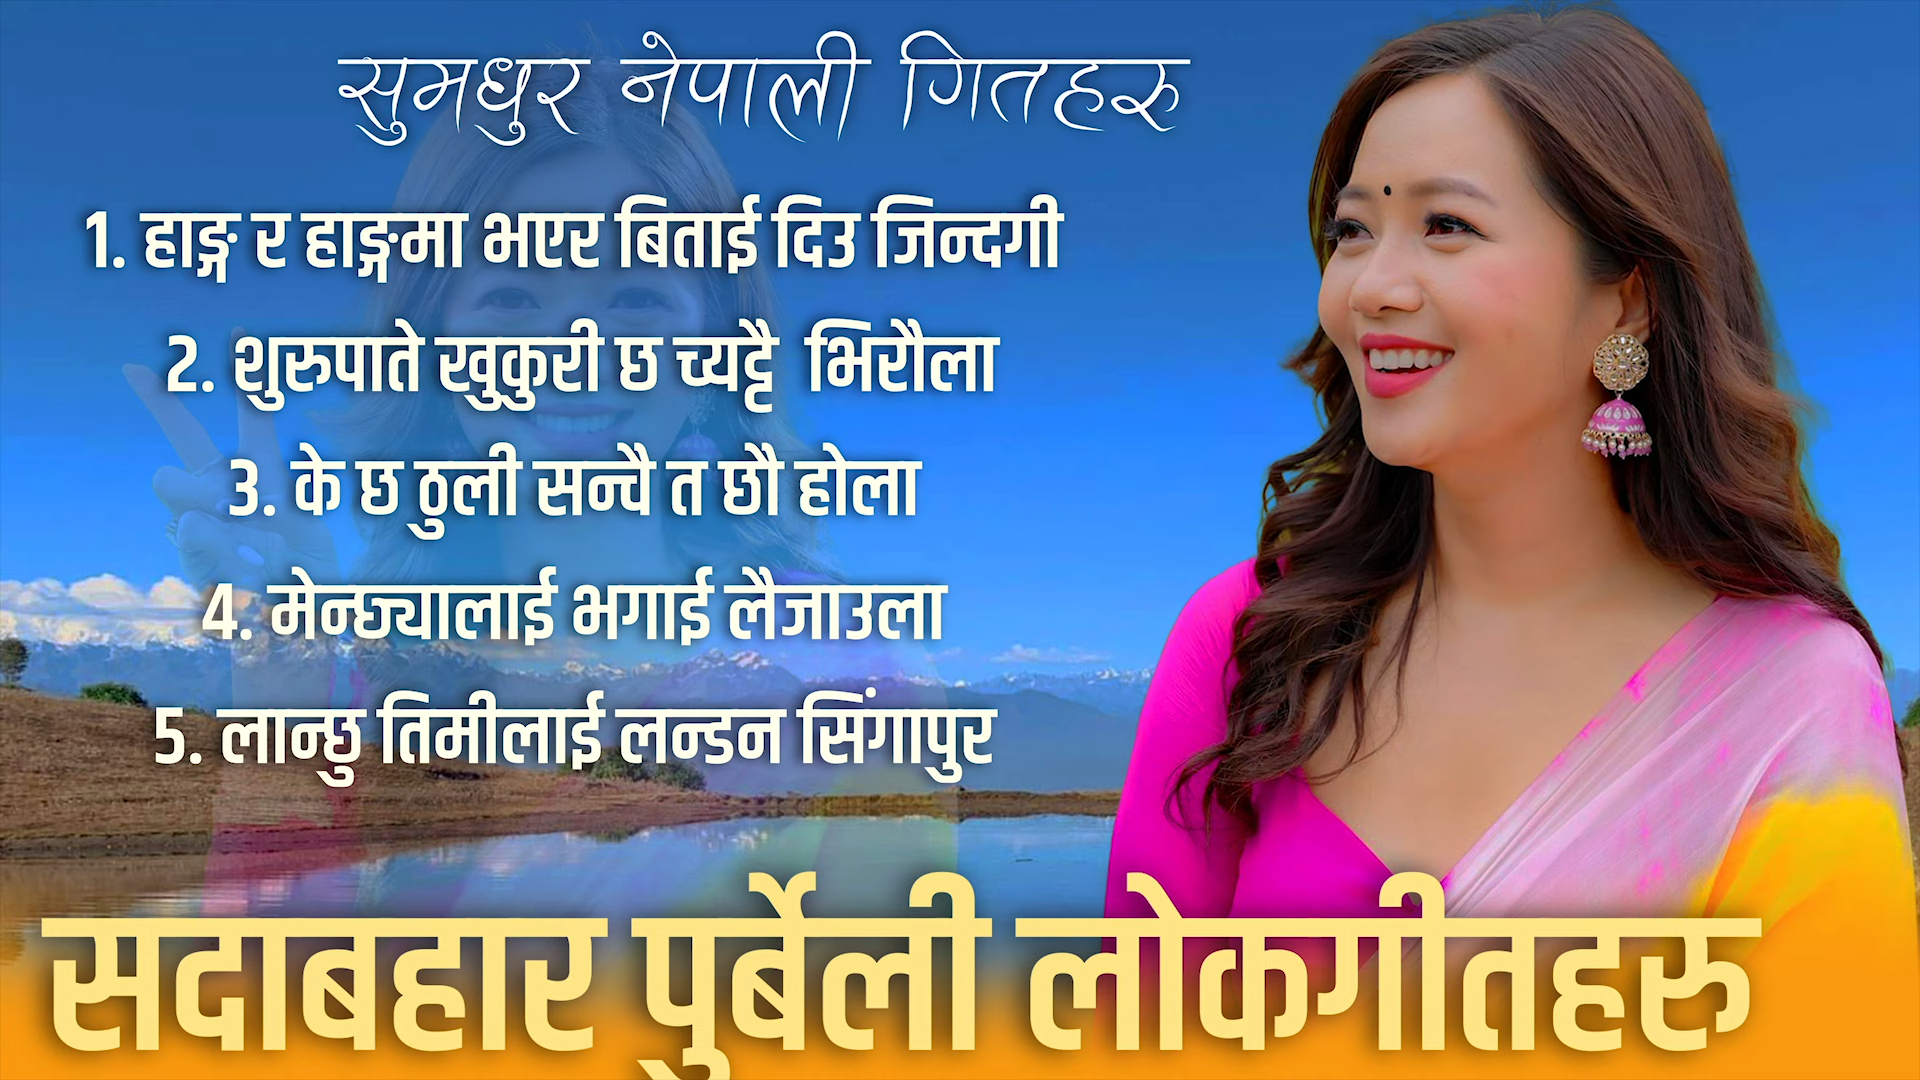 सुमधुर नेपाली गितहरु
1. हाङ्ग र हाङ्गमा भएर बिताई दिउ जिन्दगी
2. शुरुपाते खुकुरी छ च्यट्टै भिरौला
3. के छ ठुली सन्चै त छौ होला
4. मेन्छ्यालाई भगाई लैजाउला
5. लान्छु तिमीलाई लन्डन सिंगापुर
सदाबहार पुर्बेली लोकगीतहरु